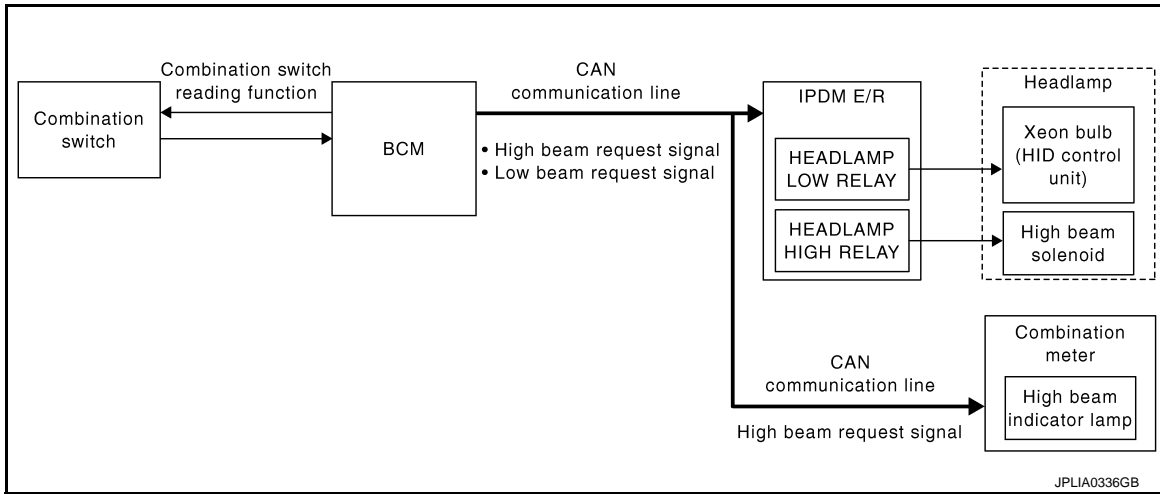 Combination switch
reading function
Combination
switch
BCM
CAN
communication line
• High beam request signal
• Low beam request signal
IPDM E/R
HEADLAMP
LOW RELAY
HEADLAMP
HIGH RELAY
Headlamp
Xeon bulb
(HID control
unit)
High beam
solenoid
CAN
communication line
High beam request signal
Combination
meter
High beam
indicator lamp
JPLIA0336GB